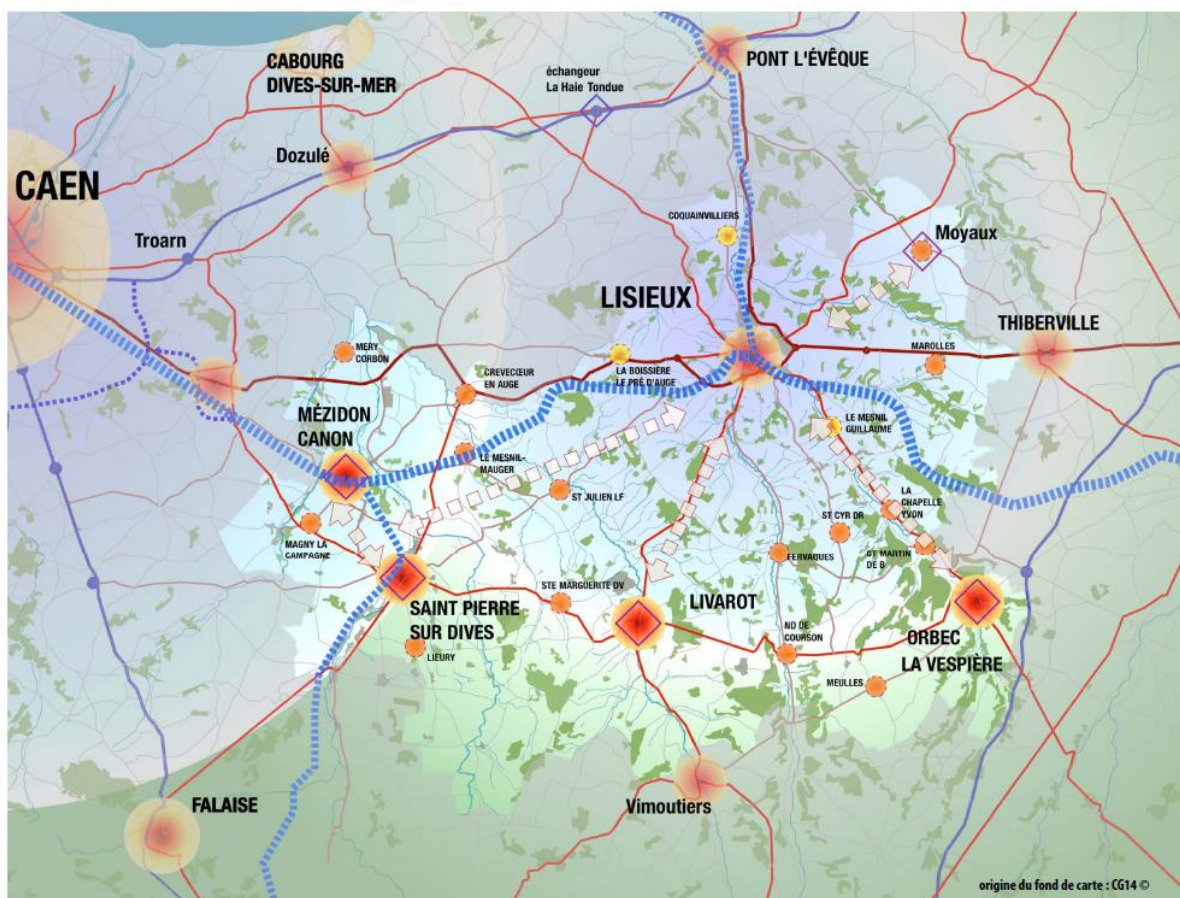 CABOURG
DIVES-SUR-MER
échangeur
La Haie Tondue
PONT L'ÉVÊQUE
Dozulé
CAEN
Troarn
COQUAINVILLIERS
Moyaux
LISIEUX
THIBERVILLE
MERY
CORBON
MAROLLES
CREVECŒUR
EN AUGE
LA BOISSIÈRE
LE PRÉ D'AUGE
MÉZIDON
CANON
LE MESNIL
GUILLAUME
LE MESNIL-
MAUGER
ST JULIEN LF
LA
CHAPELLE
YVON
MAGNY LA
CAMPAGNE
ST CYR DR
FERVAQUES
ST MARTIN
DE B
STE MARGUERITE DV
SAINT PIERRE
SUR DIVES
LIVAROT
ND DE
COURSON
ORBEC
LA VESPIÈRE
LIEURY
MEULLES
FALAISE
Vimoutiers
origine du fond de carte : CG14 ©